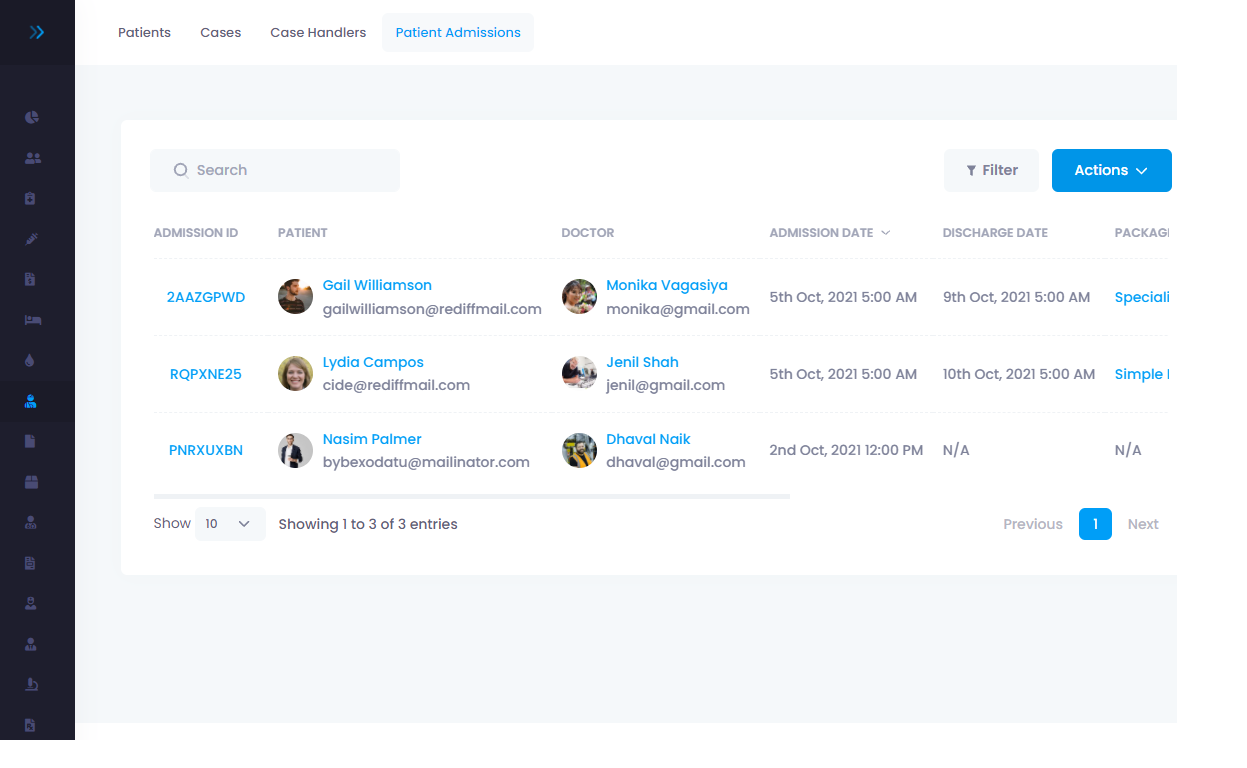 Patients Cases Case Handlers Patient Admissions
Search Filter Actions
ADMISSION ID PATIENT DOCTOR ADMISSION DATE DISCHARGE DATE PACKAG
Gail Williamson Monika Vagasiya
2AAZGPWD 5th Oct, 2021 5:00 AM 9th Oct, 2021 5:00 AM Speciali
gailwilliamson@rediffmail.com monika@gmail.com
Lydia Campos Jenil Shah
RQPXNE25 5th Oct, 2021 5:00 AM 10th Oct, 2021 5:00 AM Simple
cide@rediffmail.com jenil@gmail.com
Nasim Palmer Dhaval Naik
PNRXUXBN 2nd Oct, 2021 12:00 PM N/A N/A
bybexodatu@mailinator.com dhaval@gmail.com
Show 10 Showing 1 to 3 of 3 entries Previous 1 Next